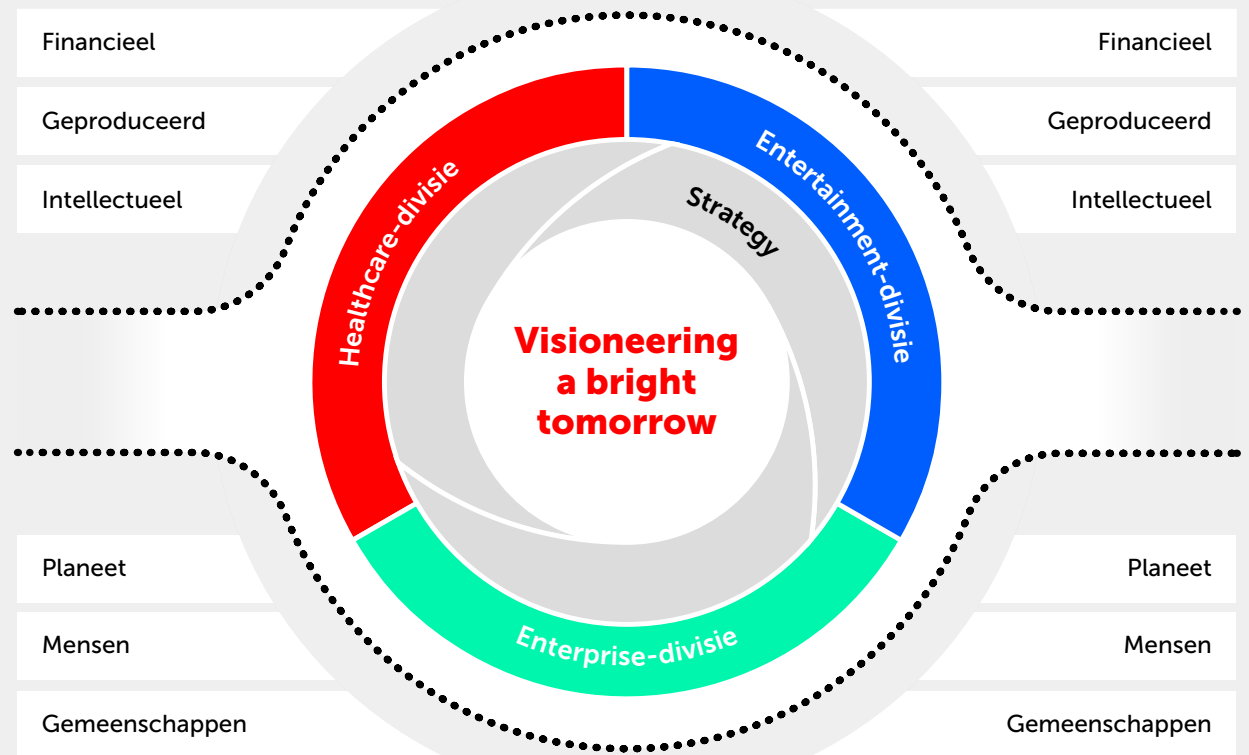 Financieel
Geproduceerd
Intellectueel
Financieel
Geproduceerd
Intellectueel
Healthcare-divisie
Entertainment-divisie
Strategy
Visioneering
a bright
tomorrow
Enterprise-divisie
Planeet
Mensen
Gemeenschappen
Planeet
Mensen
Gemeenschappen